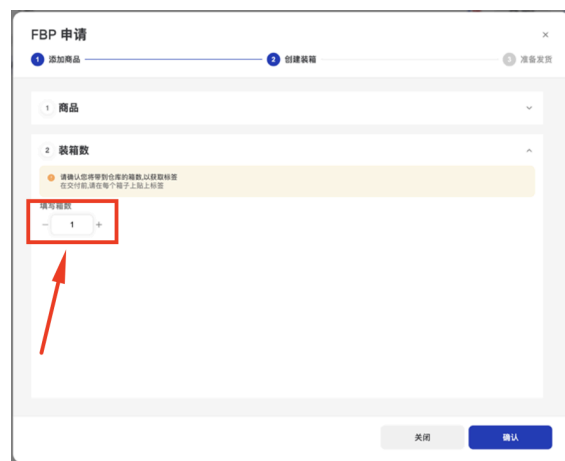 FBP 申请
×
1 添加商品
2 创建装箱
3 准备发货
1 商品
2 装箱数
请确认您将带到仓库的箱数,以获取标签
在交付前,请在每个箱子上贴上标签
填写箱数
− 1 +
关闭
确认